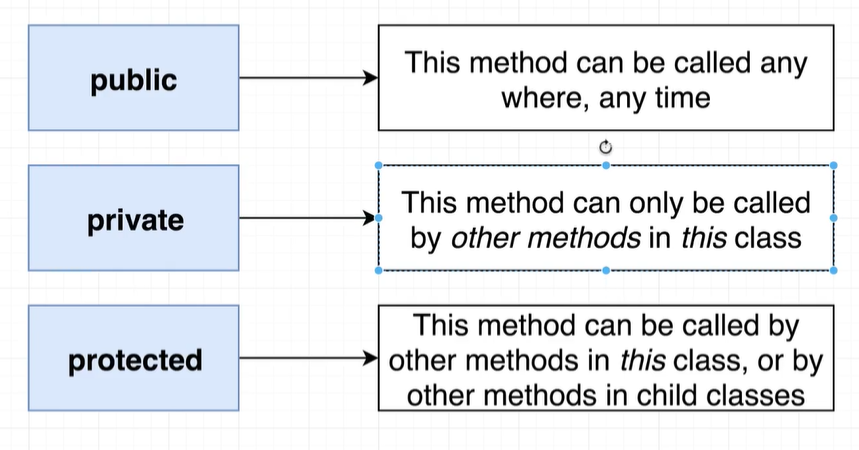 public
This method can be called any
where, any time
private
This method can only be called
by other methods in this class
protected
This method can be called by
other methods in this class, or by
other methods in child classes